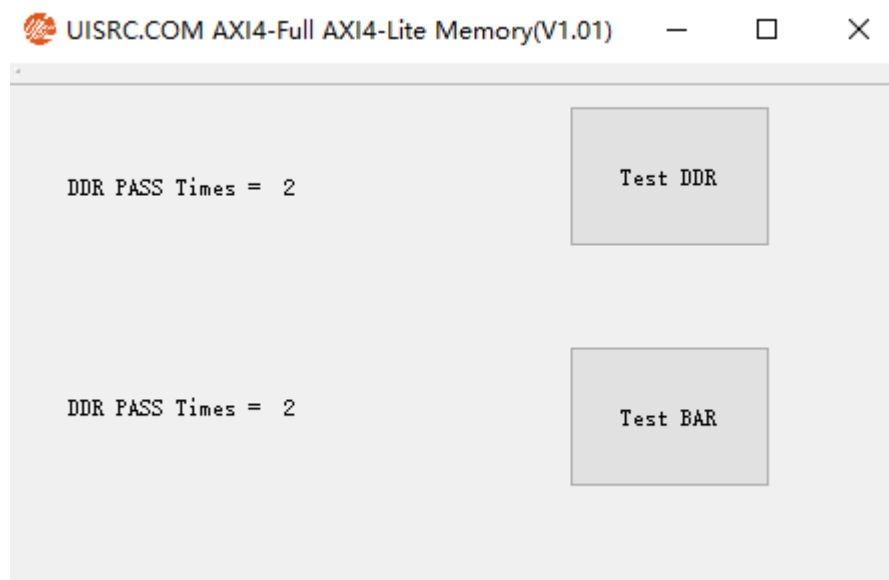 UISRC.COM AXI4-Full AXI4-Lite Memory(V1.01)
DDR PASS Times = 2
Test DDR
DDR PASS Times = 2
Test BAR